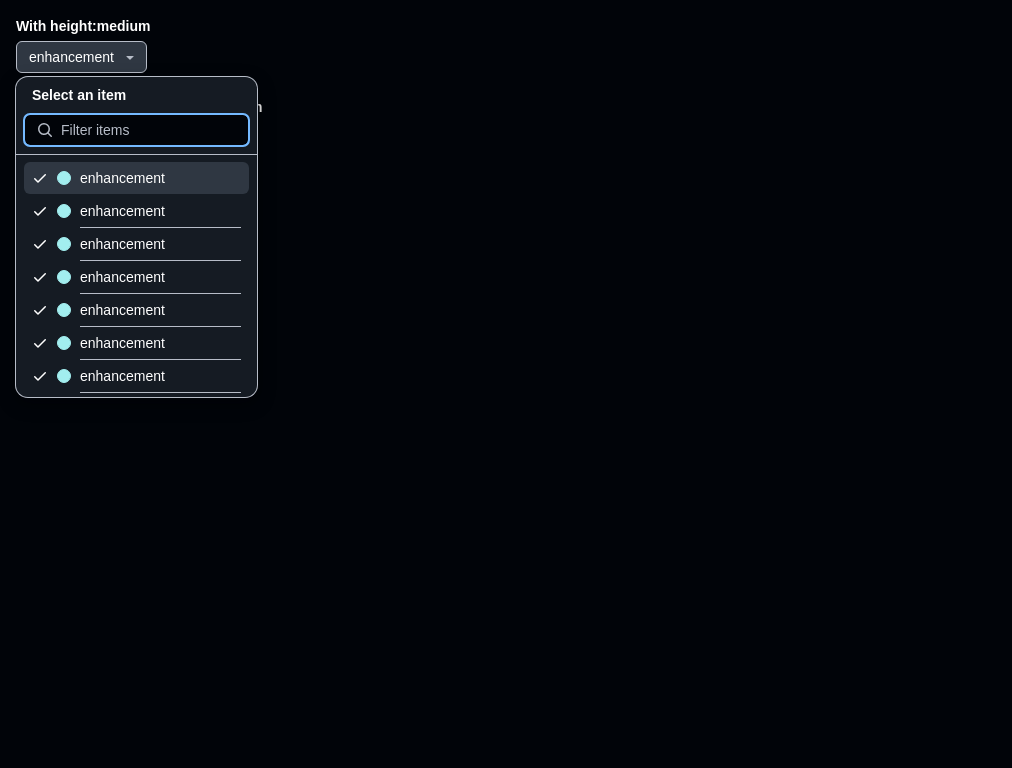 With height:medium
enhancement
Select an item
Filter items
enhancement
enhancement
enhancement
enhancement
enhancement
enhancement
enhancement